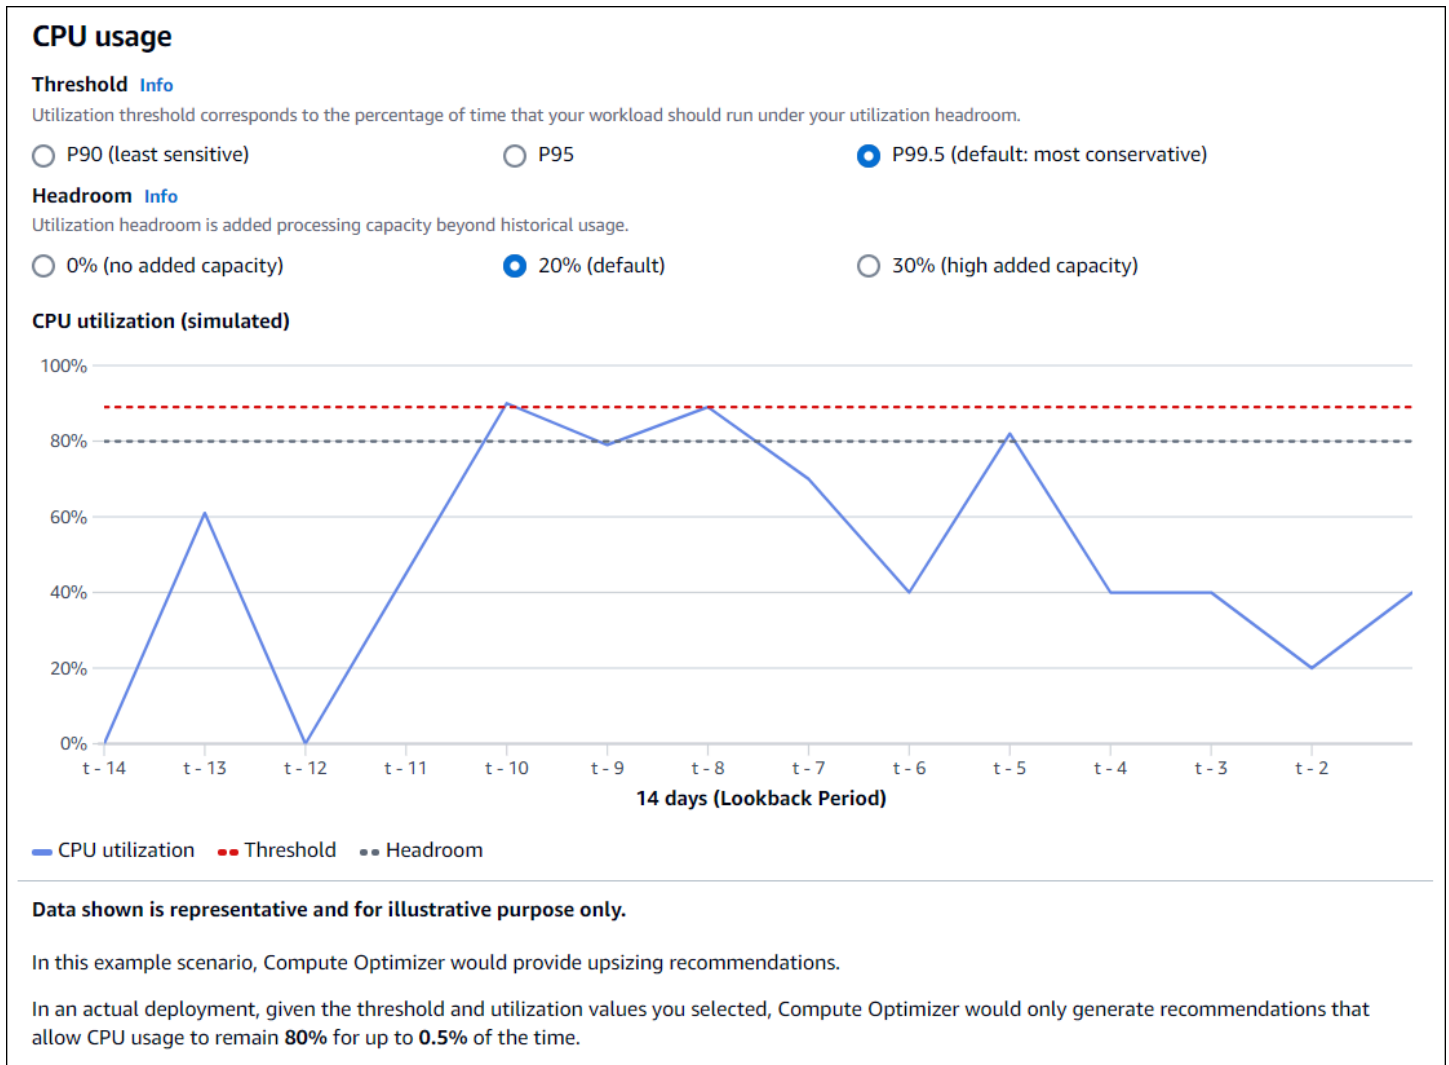 CPU usage
Threshold Info
Utilization threshold corresponds to the percentage of time that your workload should run under your utilization headroom.
P90 (least sensitive) P95 P99.5 (default: most conservative)
Headroom Info
Utilization headroom is added processing capacity beyond historical usage.
0% (no added capacity) 20% (default) 30% (high added capacity)
CPU utilization (simulated)
100%
80%
60%
40%
20%
0%
t - 14 t - 13 t - 12 t - 11 t - 10 t - 9 t - 8 t - 7 t - 6 t - 5 t - 4 t - 3 t - 2
14 days (Lookback Period)
CPU utilization Threshold Headroom
Data shown is representative and for illustrative purpose only.
In this example scenario, Compute Optimizer would provide upsizing recommendations.
In an actual deployment, given the threshold and utilization values you selected, Compute Optimizer would only generate recommendations that
allow CPU usage to remain 80% for up to 0.5% of the time.